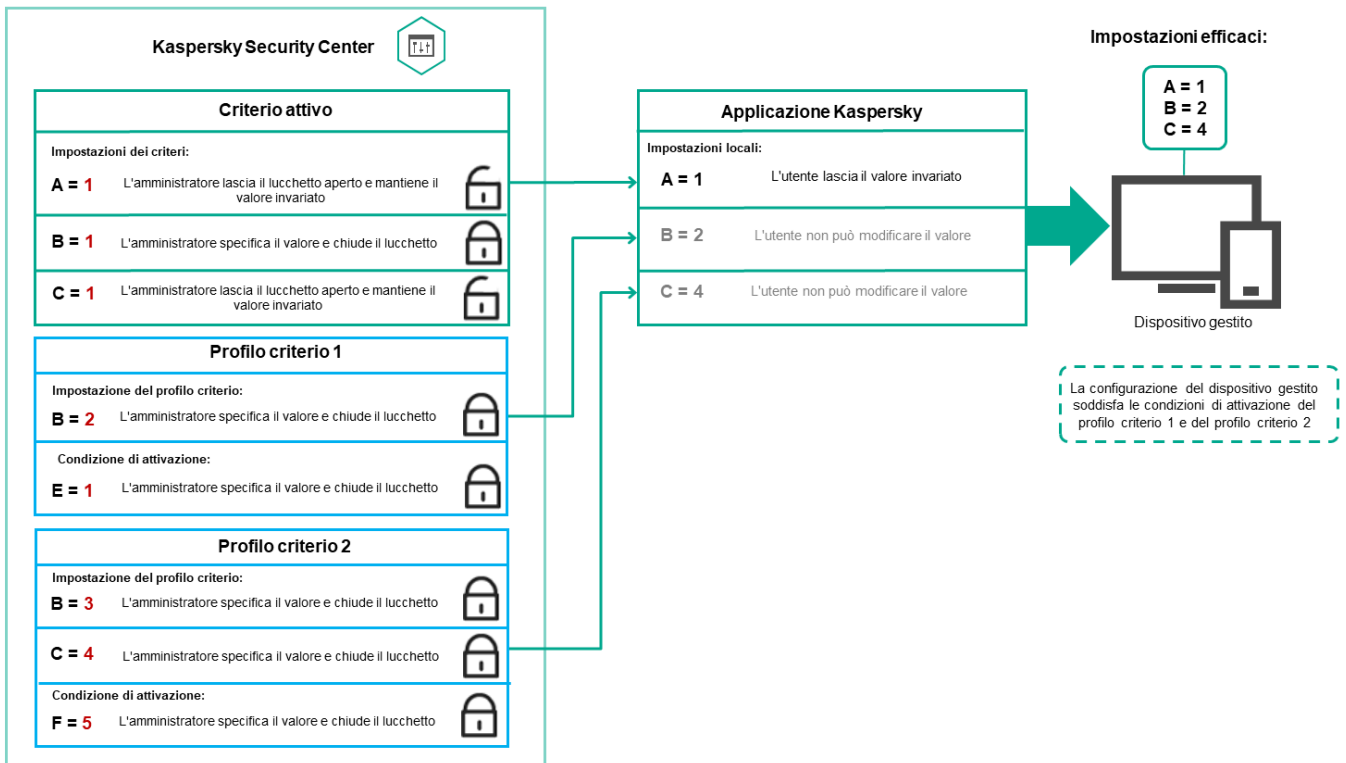 Kaspersky Security Center
Criterio attivo
Impostazioni dei criteri:
A = 1
L'amministratore lascia il lucchetto aperto e mantiene il
valore invariato
B = 1
L'amministratore specifica il valore e chiude il lucchetto
C = 1
L'amministratore lascia il lucchetto aperto e mantiene il
valore invariato
Profilo criterio 1
Impostazione del profilo criterio:
B = 2
L'amministratore specifica il valore e chiude il lucchetto
Condizione di attivazione:
E = 1
L'amministratore specifica il valore e chiude il lucchetto
Profilo criterio 2
Impostazione del profilo criterio:
B = 3
L'amministratore specifica il valore e chiude il lucchetto
C = 4
L'amministratore specifica il valore e chiude il lucchetto
Condizione di attivazione:
F = 5
L'amministratore specifica il valore e chiude il lucchetto
Applicazione Kaspersky
Impostazioni locali:
A = 1
L'utente lascia il valore invariato
B = 2
L'utente non può modificare il valore
C = 4
L'utente non può modificare il valore
Impostazioni efficaci:
A = 1
B = 2
C = 4
Dispositivo gestito
La configurazione del dispositivo gestito
soddisfa le condizioni di attivazione del
profilo criterio 1 e del profilo criterio 2